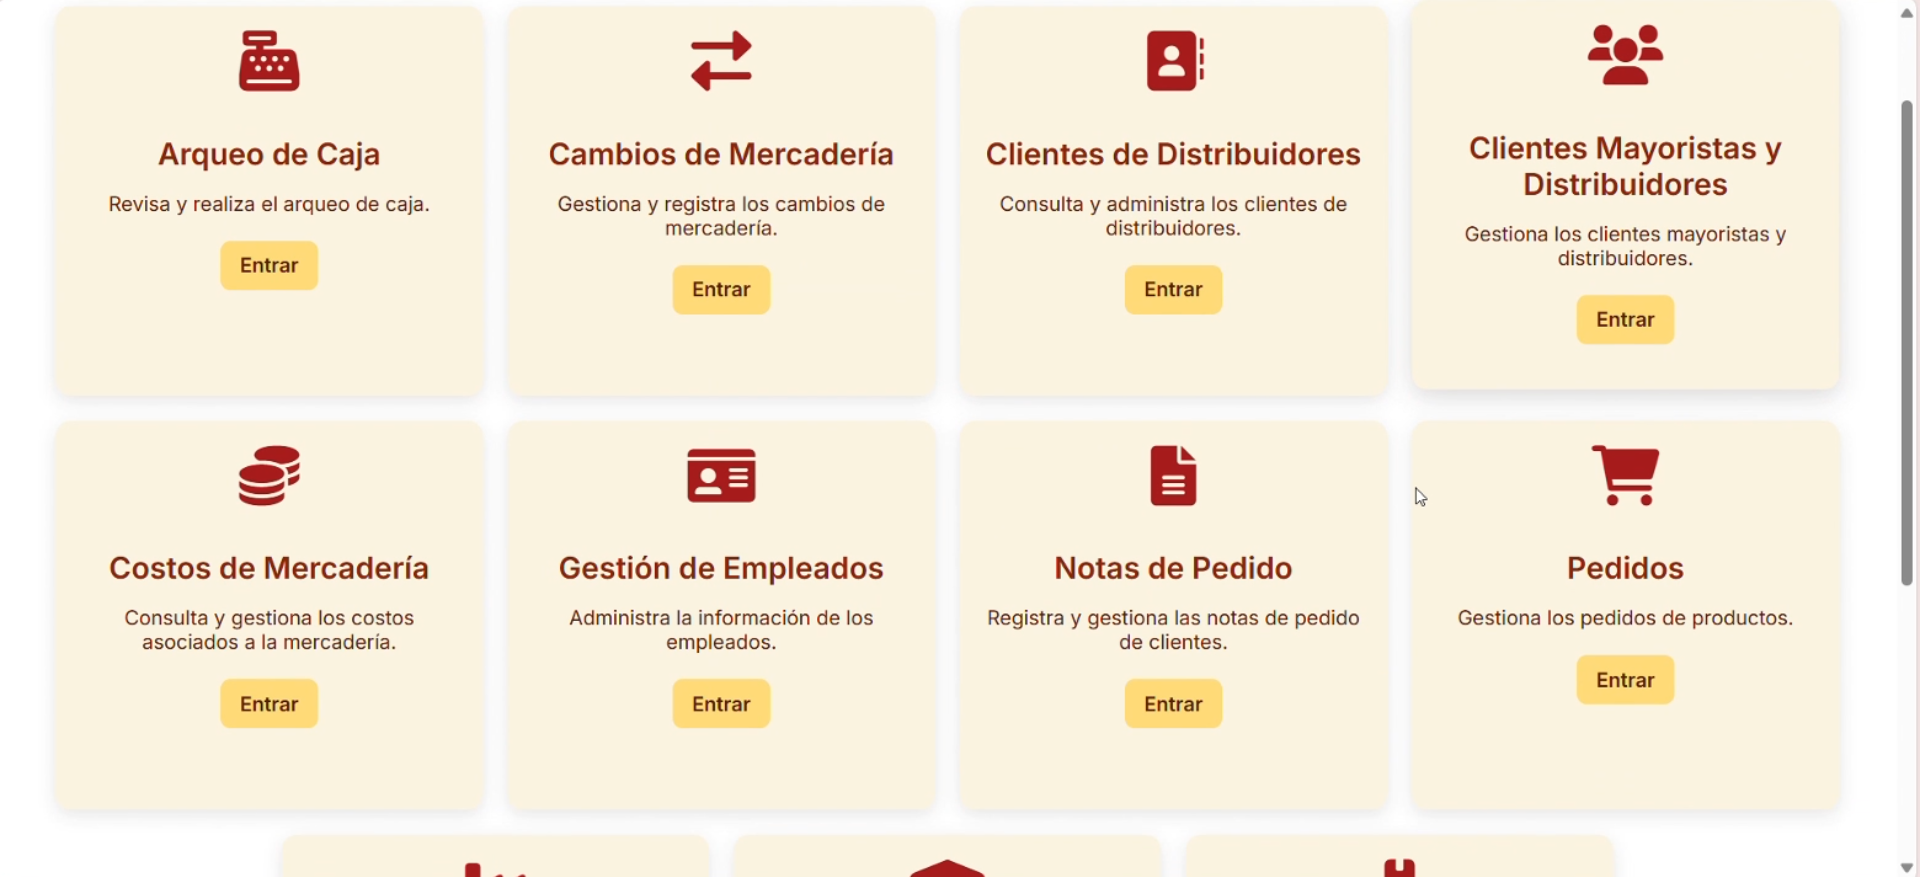 Arqueo de Caja
Revisa y realiza el arqueo de caja.
Entrar
Cambios de Mercadería
Gestiona y registra los cambios de
mercadería.
Entrar
Clientes de Distribuidores
Consulta y administra los clientes de
distribuidores.
Entrar
Clientes Mayoristas y
Distribuidores
Gestiona los clientes mayoristas y
distribuidores.
Entrar
Costos de Mercadería
Consulta y gestiona los costos
asociados a la mercadería.
Entrar
Gestión de Empleados
Administra la información de los
empleados.
Entrar
Notas de Pedido
Registra y gestiona las notas de pedido
de clientes.
Entrar
Pedidos
Gestiona los pedidos de productos.
Entrar